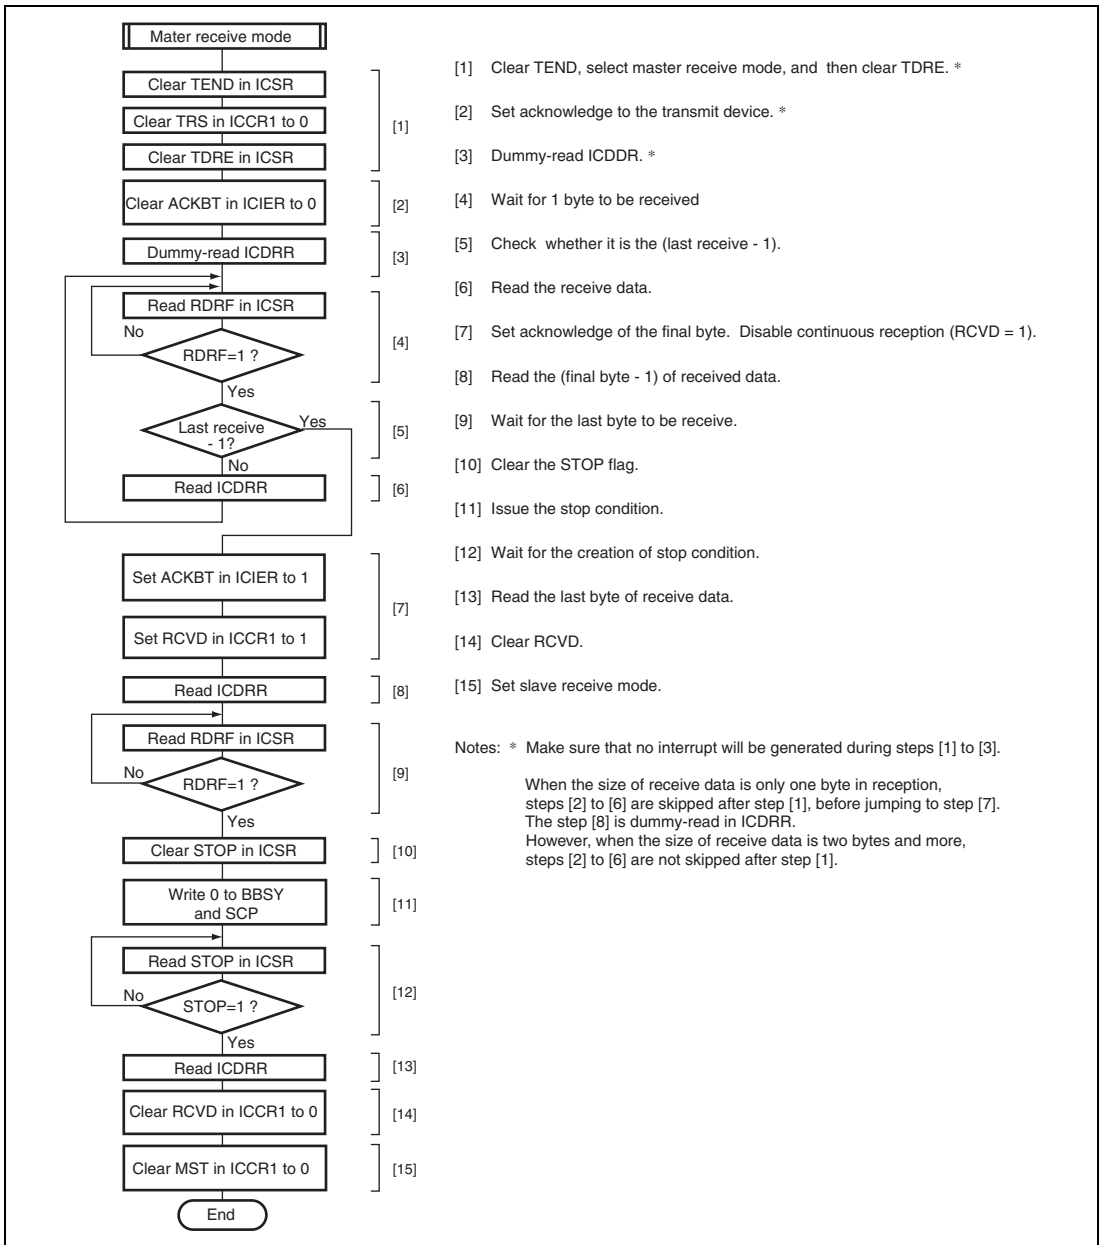 Mater receive mode
Clear TEND in ICSR
Clear TRS in ICCR1 to 0
Clear TDRE in ICSR
[1]
Clear ACKBT in ICIER to 0
[2]
Dummy-read ICDRR
[3]
Read RDRF in ICSR
No
RDRF=1 ?
[4]
Yes
Last receive
- 1?
Yes
[5]
No
Read ICDRR
[6]
Set ACKBT in ICIER to 1
Set RCVD in ICCR1 to 1
[7]
Read ICDRR
[8]
Read RDRF in ICSR
No
RDRF=1 ?
[9]
Yes
Clear STOP in ICSR
[10]
Write 0 to BBSY
and SCP
[11]
Read STOP in ICSR
No
STOP=1 ?
[12]
Yes
Read ICDRR
[13]
Clear RCVD in ICCR1 to 0
[14]
Clear MST in ICCR1 to 0
[15]
End
[1] Clear TEND, select master receive mode, and then clear TDRE. *
[2] Set acknowledge to the transmit device. *
[3] Dummy-read ICDDR. *
[4] Wait for 1 byte to be received
[5] Check whether it is the (last receive - 1).
[6] Read the receive data.
[7] Set acknowledge of the final byte. Disable continuous reception (RCVD = 1).
[8] Read the (final byte - 1) of received data.
[9] Wait for the last byte to be receive.
[10] Clear the STOP flag.
[11] Issue the stop condition.
[12] Wait for the creation of stop condition.
[13] Read the last byte of receive data.
[14] Clear RCVD.
[15] Set slave receive mode.
Notes: * Make sure that no interrupt will be generated during steps [1] to [3].
When the size of receive data is only one byte in reception,
steps [2] to [6] are skipped after step [1], before jumping to step [7].
The step [8] is dummy-read in ICDRR.
However, when the size of receive data is two bytes and more,
steps [2] to [6] are not skipped after step [1].